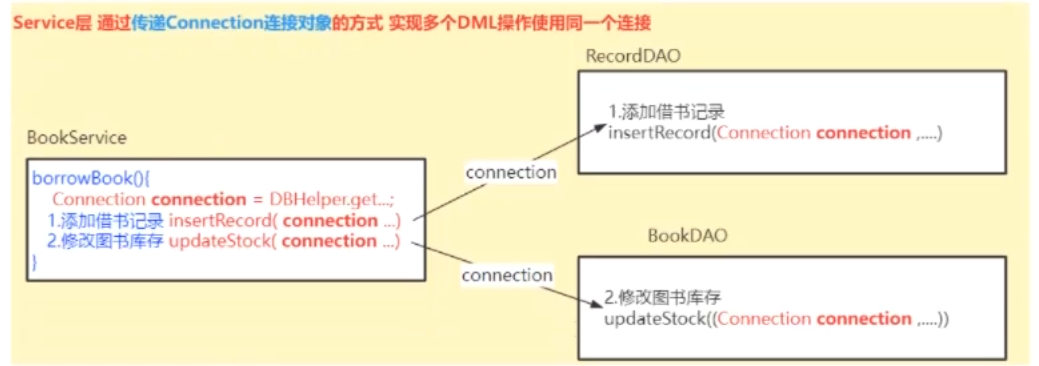 Service层 通过传递Connection连接对象的方式 实现多个DML操作使用同一个连接
RecordDAO
1.添加借书记录
insertRecord(Connection connection ,....)
BookService
borrowBook(){
Connection connection = DBHelper.get...;
1.添加借书记录 insertRecord( connection ...)
2.修改图书库存 updateStock( connection ...)
}
connection
connection
BookDAO
2.修改图书库存
updateStock((Connection connection ,....))